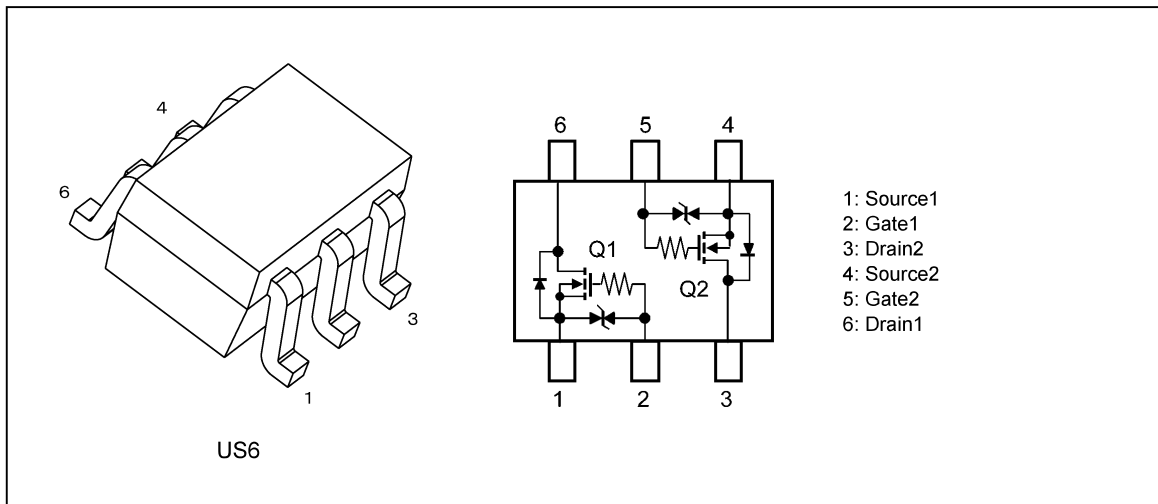 4
6
3
1
US6
6 5 4
Q1
Q2
1 2 3
1: Source1
2: Gate1
3: Drain2
4: Source2
5: Gate2
6: Drain1